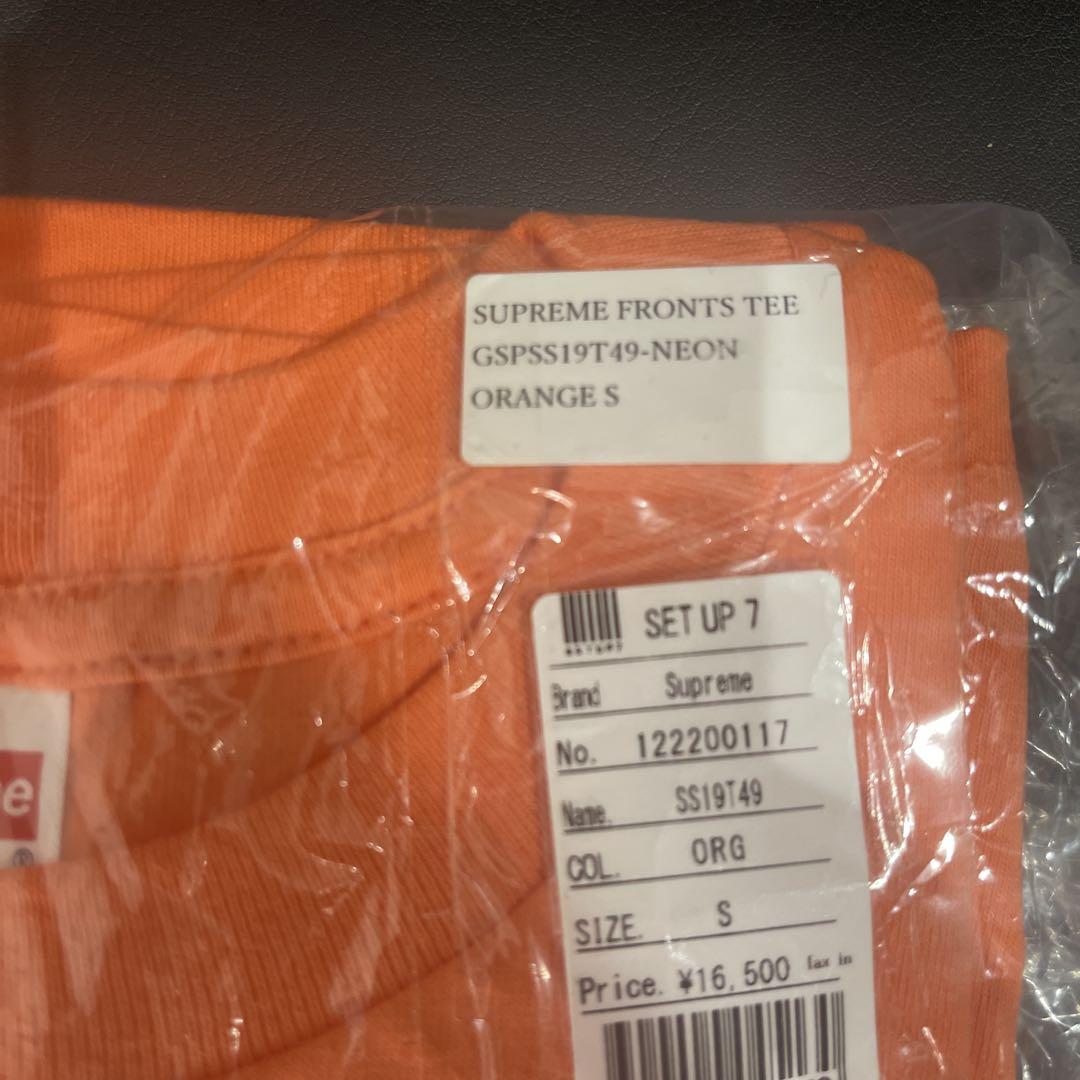 SUPREME FRONTS TEE
GSPSS19T49-NEON
ORANGE S
SET UP 7
Brand Supreme
No. 122200117
Name. SS19T49
COL. ORG
SIZE. S
Price. ¥16,500 tax in
e
®